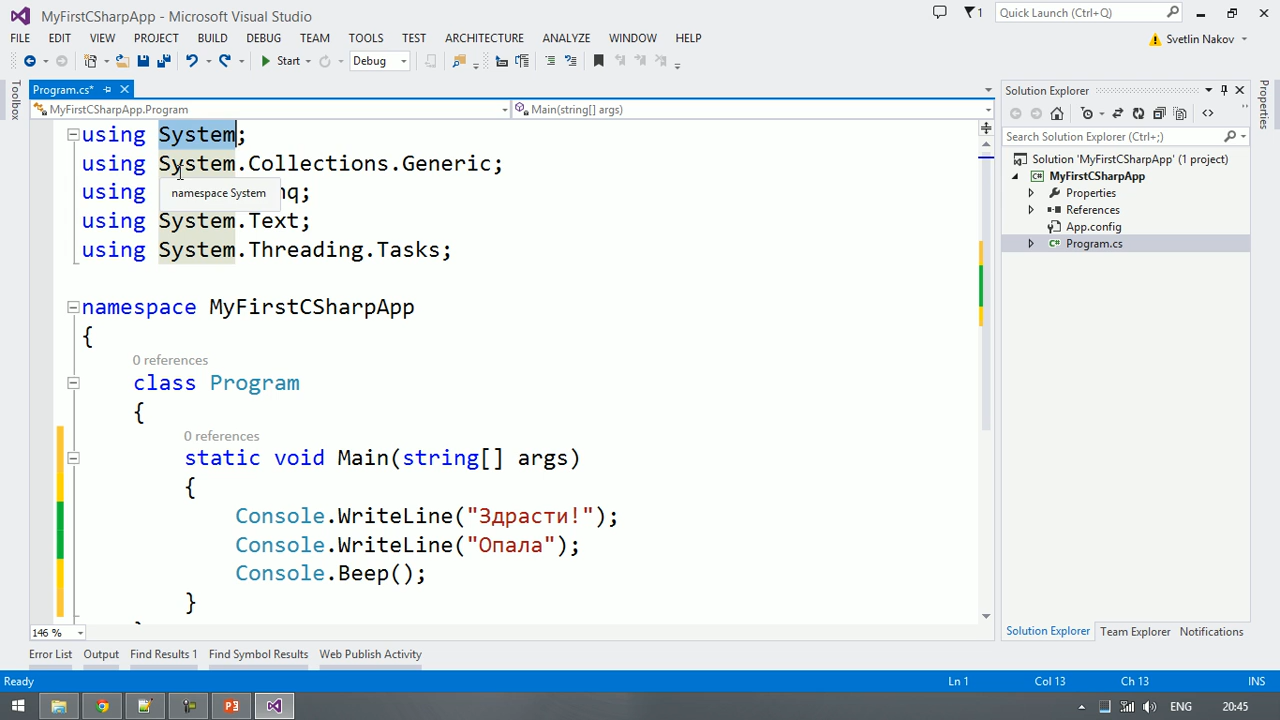 MyFirstCSharpApp - Microsoft Visual Studio
1
Quick Launch (Ctrl+Q)
FILE EDIT VIEW PROJECT BUILD DEBUG TEAM TOOLS TEST ARCHITECTURE ANALYZE WINDOW HELP
Svetlin Nakov
Start Debug
Toolbox
Program.cs*
Solution Explorer
Properties
MyFirstCSharpApp.Program
Main(string[] args)
Search Solution Explorer (Ctrl+;)
Solution 'MyFirstCSharpApp' (1 project)
MyFirstCSharpApp
Properties
References
App.config
Program.cs
using System;
using System.Collections.Generic;
using nq;
namespace System
using System.Text;
using System.Threading.Tasks;
namespace MyFirstCSharpApp
{
0 references
class Program
{
0 references
static void Main(string[] args)
{
Console.WriteLine("Здрасти!");
Console.WriteLine("Опала");
Console.Beep();
}
146 %
Solution Explorer Team Explorer Notifications
Error List Output Find Results 1 Find Symbol Results Web Publish Activity
Ready
Ln 1 Col 13 Ch 13 INS
ENG 20:45